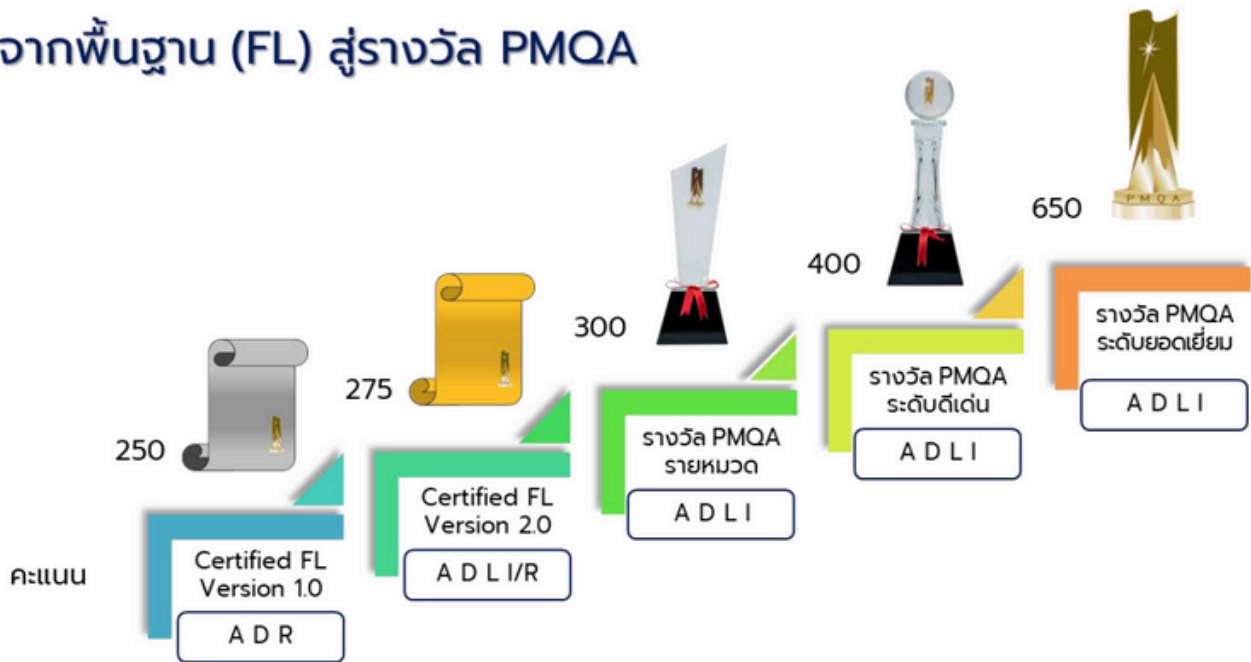 จากพื้นฐาน (FL) สู่รางวัล PMQA
PMQA
650
400
รางวัล PMQA
ระดับยอดเยี่ยม
A D L I
300
รางวัล PMQA
ระดับดีเด่น
A D L I
275
รางวัล PMQA
รายหมวด
A D L I
250
Certified FL
Version 2.0
A D L I/R
คะแนน
Certified FL
Version 1.0
A D R